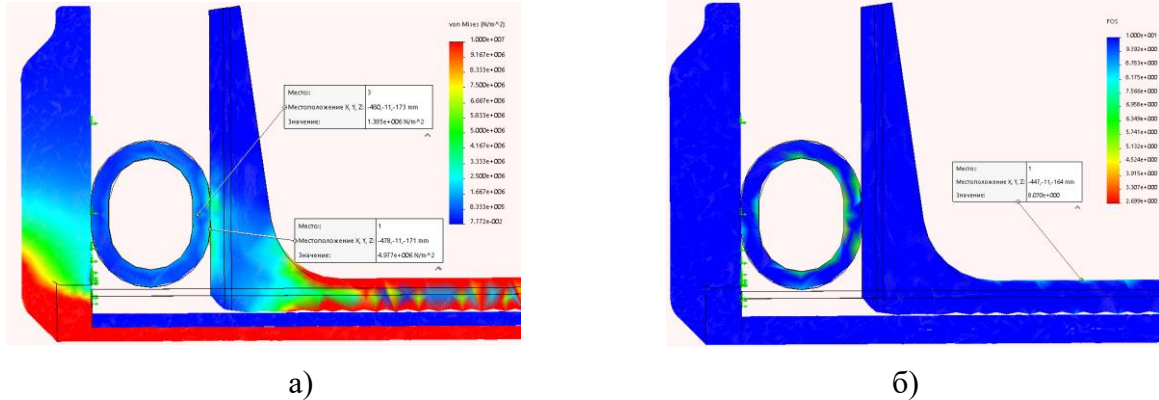 von Mises (N/m^2)
1.000e+007
9.167e+006
8.333e+006
7.500e+006
6.667e+006
5.833e+006
5.000e+006
4.167e+006
3.333e+006
2.500e+006
1.667e+006
8.333e+005
7.772e-002
Место: 3
Местоположение X, Y, Z: -480,-11,-173 mm
Значение: 1.385e+006 N/m^2
Место: 1
Местоположение X, Y, Z: -478,-11,-171 mm
Значение: 4.977e+006 N/m^2
а)
FOS
1.000e+001
9.392e+000
8.783e+000
8.175e+000
7.566e+000
6.958e+000
6.349e+000
5.741e+000
5.132e+000
4.524e+000
3.915e+000
3.307e+000
2.699e+000
Место: 1
Местоположение X, Y, Z: -447,-11,-164 mm
Значение: 8.070e+000
б)